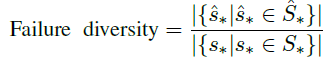 Failure diversity = |{ŝ∗|ŝ∗ ∈ Ŝ∗}| / |{s∗|s∗ ∈ S∗}|